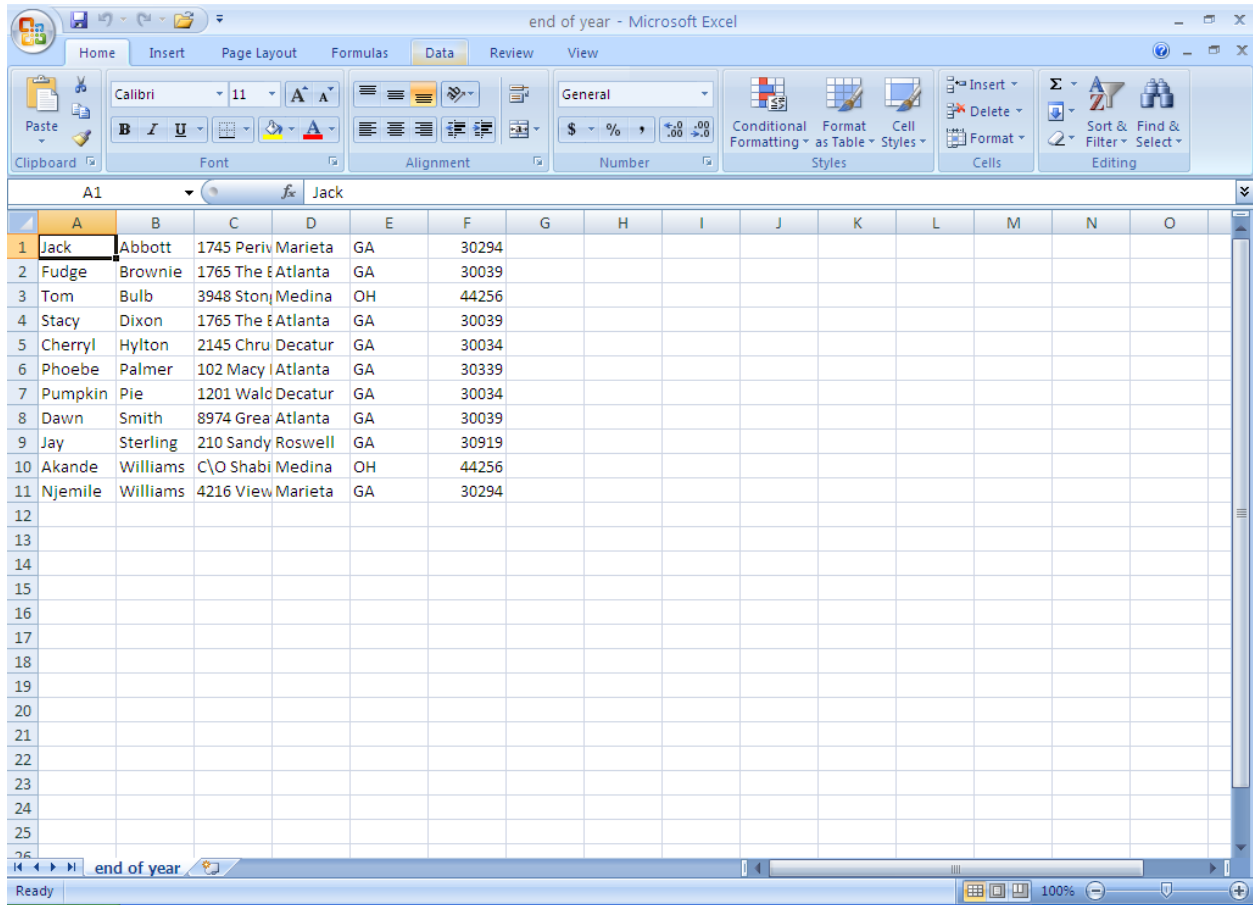 end of year - Microsoft Excel
Home Insert Page Layout Formulas Data Review View
Paste
Calibri 11 A A
B I U A
General
$ % , .0 .00 .00 .0
Conditional Formatting
Format as Table
Cell Styles
Insert
Delete
Format
Σ
Sort & Filter
Find & Select
Clipboard Font Alignment Number Styles Cells Editing
A1 fx Jack
A B C D E F G H I J K L M N O
1 Jack Abbott 1745 Marieta GA 30294
2 Fudge Brownie 1765 The Atlanta GA 30039
3 Tom Bulb 3948 Medina OH 44256
4 Stacy Dixon 1765 The Atlanta GA 30039
5 Cherryl Hylton 2145 Chru Decatur GA 30034
6 Phoebe Palmer 102 Macy Atlanta GA 30339
7 Pumpkin Pie 1201 Decatur GA 30034
8 Dawn Smith 8974 Atlanta GA 30039
9 Jay Sterling 210 Sandy Roswell GA 30919
10 Akande Williams C\O Shabi Medina OH 44256
11 Njemile Williams 4216 View Marieta GA 30294
12
13
14
15
16
17
18
19
20
21
22
23
24
25
26
end of year
Ready 100%